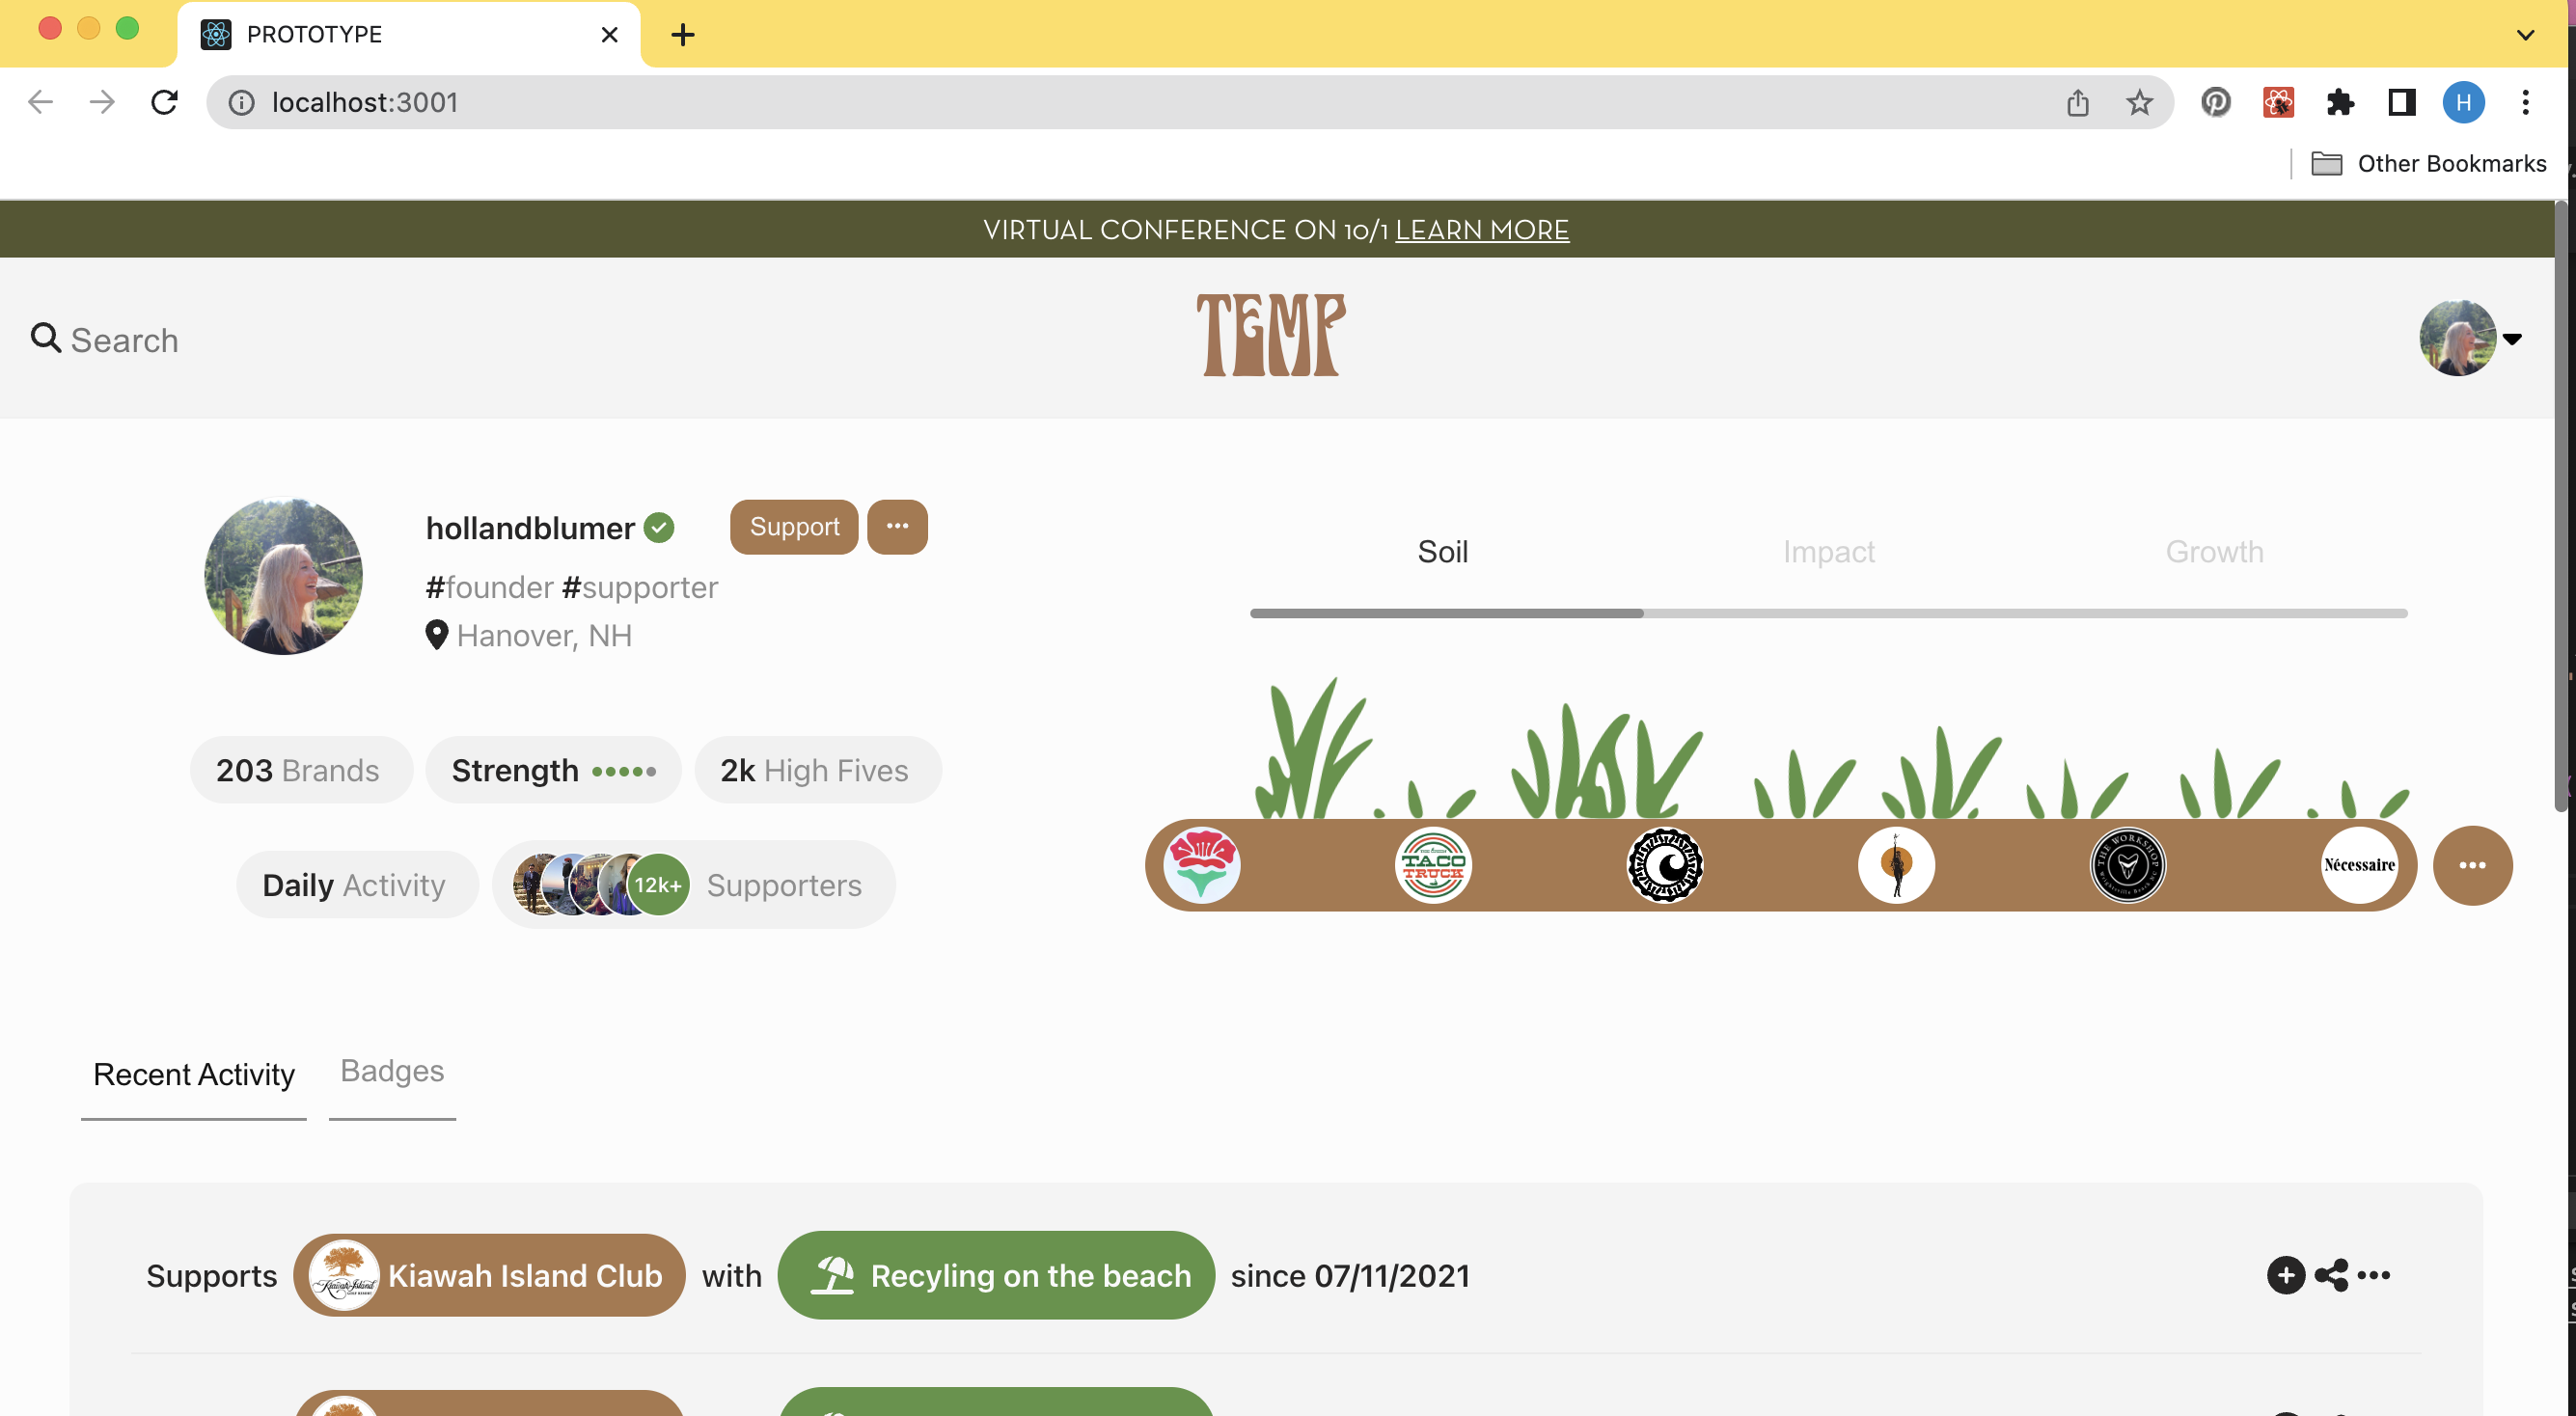 PROTOTYPE
localhost:3001
H
Other Bookmarks
VIRTUAL CONFERENCE ON 10/1 LEARN MORE
Search
TEMP
hollandblumer
Support
#founder #supporter
Hanover, NH
Soil
Impact
Growth
203 Brands
Strength
2k High Fives
Daily Activity
12k+
Supporters
TACO
TRUCK
THE WORKSHOP
Nécessaire
Recent Activity
Badges
Supports
Kiawah Island
Kiawah Island Club
with
Recyling on the beach
since 07/11/2021